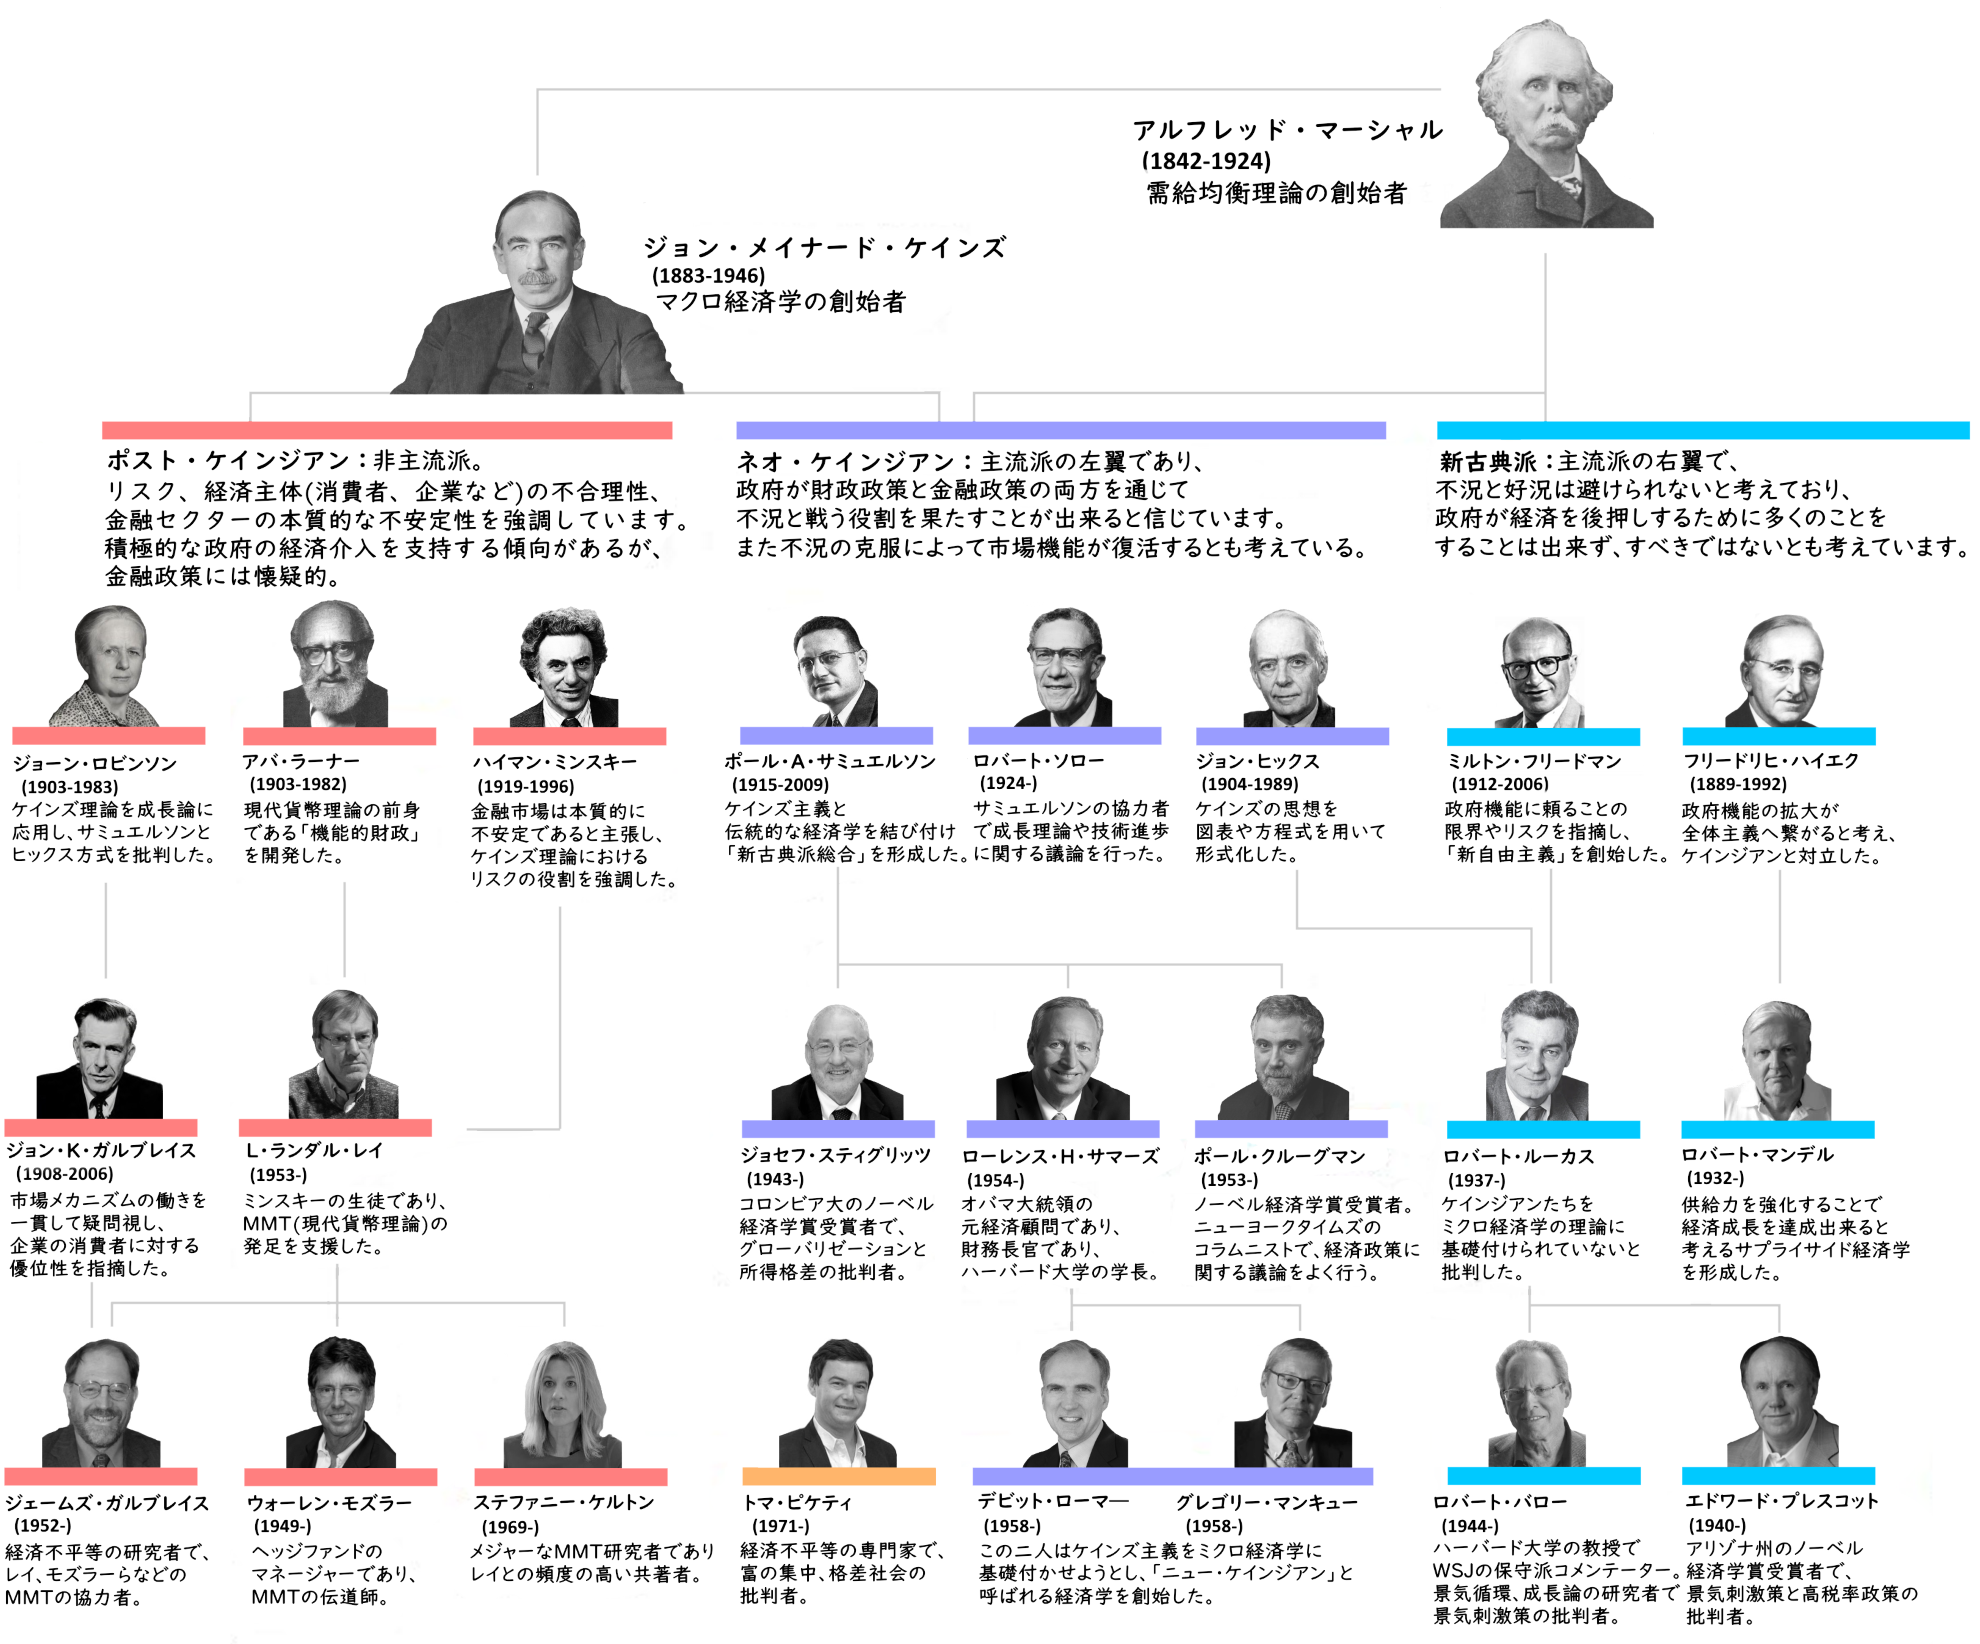 アルフレッド・マーシャル
(1842-1924)
需給均衡理論の創始者
ジョン・メイナード・ケインズ
(1883-1946)
マクロ経済学の創始者
ポスト・ケインジアン：非主流派。
リスク、経済主体(消費者、企業など)の不合理性、
金融セクターの本質的な不安定性を強調しています。
積極的な政府の経済介入を支持する傾向があるが、
金融政策には懐疑的。
ネオ・ケインジアン：主流派の左翼であり、
政府が財政政策と金融政策の両方を通じて
不況と戦う役割を果たすことが出来ると信じています。
また不況の克服によって市場機能が復活するとも考えている。
新古典派：主流派の右翼で、
不況と好況は避けられないと考えており、
政府が経済を後押しするために多くのことを
することは出来ず、すべきではないとも考えています。
ジョーン・ロビンソン
(1903-1983)
ケインズ理論を成長論に
応用し、サミュエルソンと
ヒックス方式を批判した。
アバ・ラーナー
(1903-1982)
現代貨幣理論の前身
である「機能的財政」
を開発した。
ハイマン・ミンスキー
(1919-1996)
金融市場は本質的に
不安定であると主張し、
ケインズ理論における
リスクの役割を強調した。
ポール・A・サミュエルソン
(1915-2009)
ケインズ主義と
伝統的な経済学を結び付け
「新古典派総合」を形成した。
ロバート・ソロー
(1924-)
サミュエルソンの協力者
で成長理論や技術進歩
に関する議論を行った。
ジョン・ヒックス
(1904-1989)
ケインズの思想を
図表や方程式を用いて
形式化した。
ミルトン・フリードマン
(1912-2006)
政府機能に頼ることの
限界やリスクを指摘し、
「新自由主義」を創始した。
フリードリヒ・ハイエク
(1889-1992)
政府機能の拡大が
全体主義へ繋がると考え、
ケインジアンと対立した。
ジョン・K・ガルブレイス
(1908-2006)
市場メカニズムの働きを
一貫して疑問視し、
企業の消費者に対する
優位性を指摘した。
L・ランダル・レイ
(1953-)
ミンスキーの生徒であり、
MMT(現代貨幣理論)の
発足を支援した。
ジョセフ・スティグリッツ
(1943-)
コロンビア大のノーベル
経済学賞受賞者で、
グローバリゼーションと
所得格差の批判者。
ローレンス・H・サマーズ
(1954-)
オバマ大統領の
元経済顧問であり、
財務長官であり、
ハーバード大学の学長。
ポール・クルーグマン
(1953-)
ノーベル経済学賞受賞者。
ニューヨークタイムズの
コラムニストで、経済政策に
関する議論をよく行う。
ロバート・ルーカス
(1937-)
ケインジアンたちを
ミクロ経済学の理論に
基礎付けられていないと
批判した。
ロバート・マンデル
(1932-)
供給力を強化することで
経済成長を達成出来ると
考えるサプライサイド経済学
を形成した。
ジェームズ・ガルブレイス
(1952-)
経済不平等の研究者で、
レイ、モズラーらなどの
MMTの協力者。
ウォーレン・モズラー
(1949-)
ヘッジファンドの
マネージャーであり、
MMTの伝道師。
ステファニー・ケルトン
(1969-)
メジャーなMMT研究者であり
レイとの頻度の高い共著者。
トマ・ピケティ
(1971-)
経済不平等の専門家で、
富の集中、格差社会の
批判者。
デビット・ローマー
(1958-)
グレゴリー・マンキュー
(1958-)
この二人はケインズ主義をミクロ経済学に
基礎付かせようとし、「ニュー・ケインジアン」と
呼ばれる経済学を創始した。
ロバート・バロー
(1944-)
ハーバード大学の教授で
WSJの保守派コメンテーター。
景気循環、成長論の研究者で
景気刺激策の批判者。
エドワード・プレスコット
(1940-)
アリゾナ州のノーベル
経済学賞受賞者で、
景気刺激策と高税率政策の
批判者。